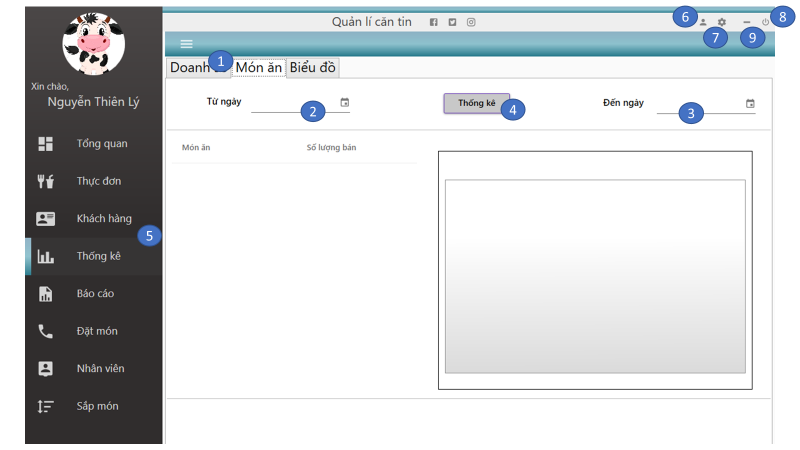 Quản lí căn tin
6
8
7
9
1
Doanh
Món ăn
Biểu đồ
Xin chào,
Nguyễn Thiên Lý
Từ ngày
2
Thống kê
4
Đến ngày
3
Món ăn
Số lượng bán
Tổng quan
Thực đơn
Khách hàng
5
Thống kê
Báo cáo
Đặt món
Nhân viên
Sắp món